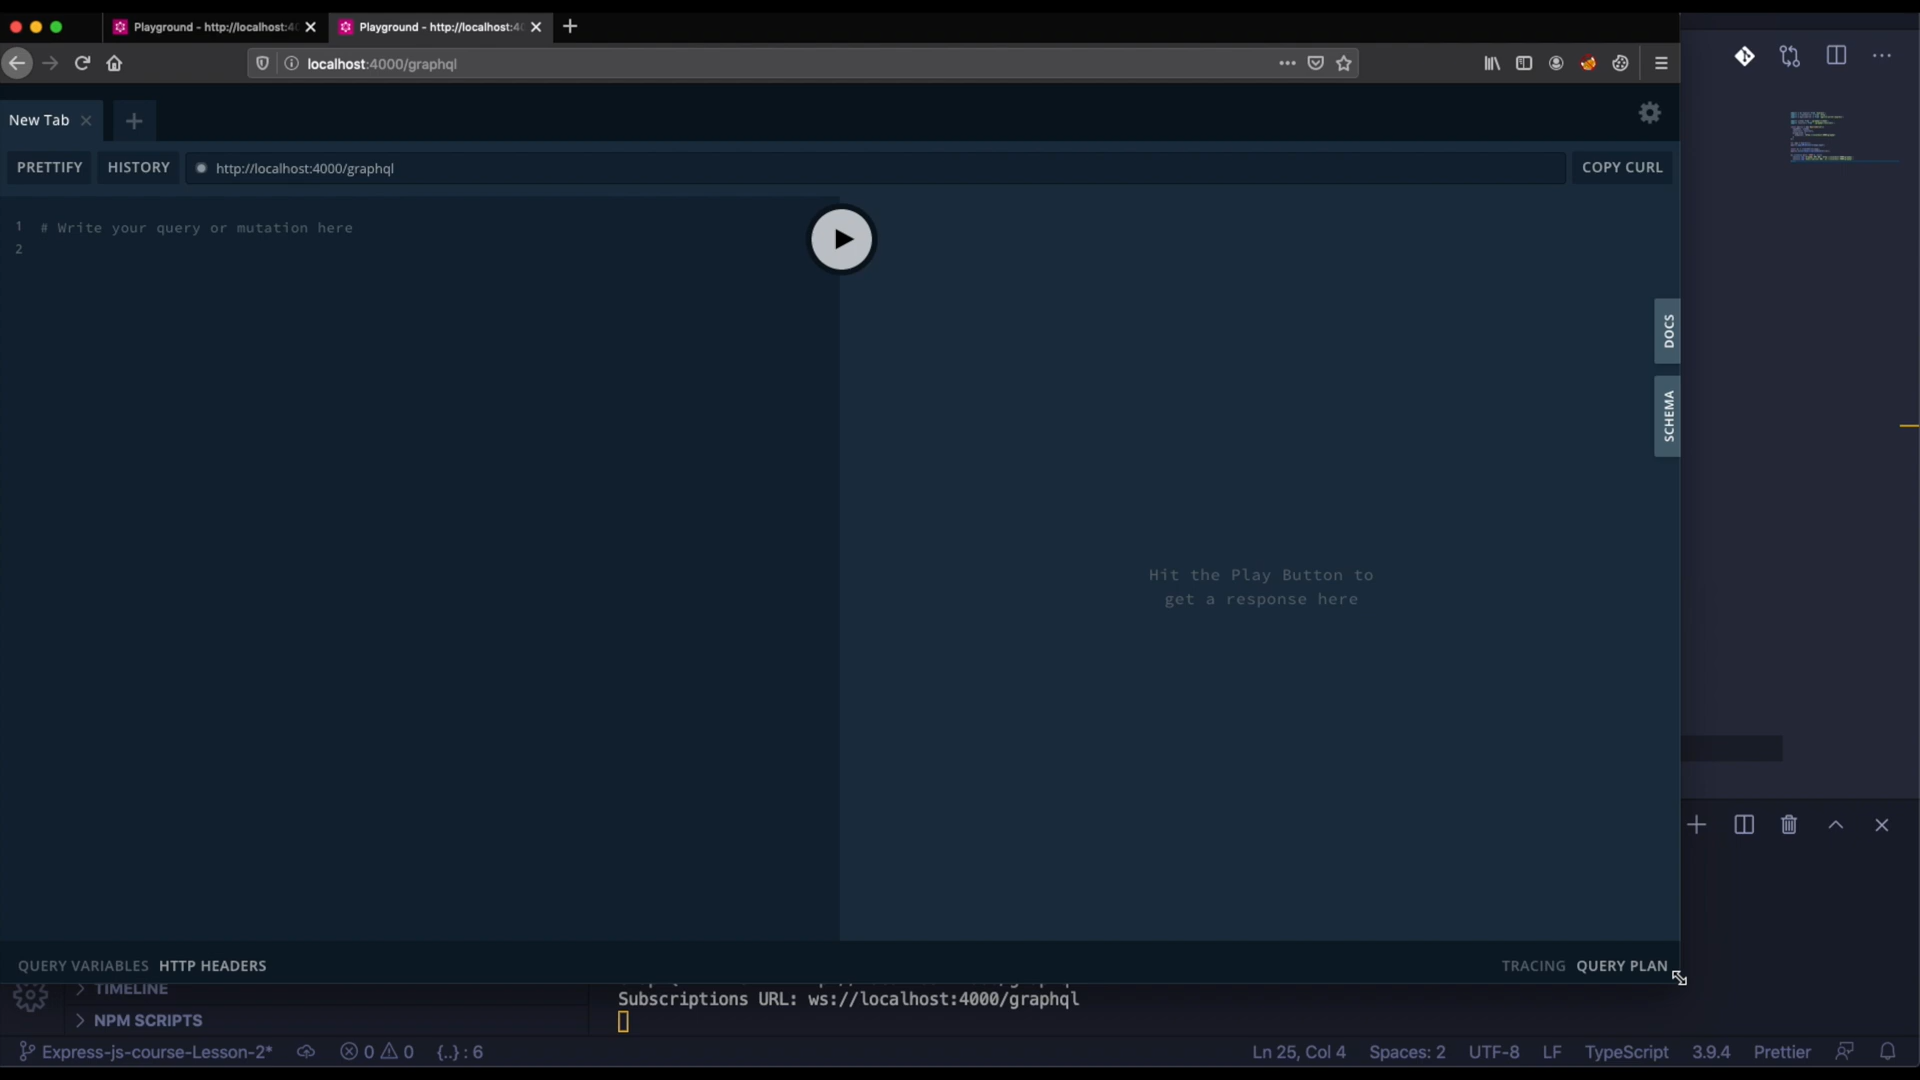 Playground - http://localhost:40
Playground - http://localhost:40
localhost:4000/graphql
New Tab
PRETTIFY
HISTORY
http://localhost:4000/graphql
COPY CURL
1 # Write your query or mutation here
2
DOCS
SCHEMA
Hit the Play Button to
get a response here
QUERY VARIABLES HTTP HEADERS
TRACING QUERY PLAN
TIMELINE
Subscriptions URL: ws://localhost:4000/graphql
NPM SCRIPTS
Express-js-course-Lesson-2* 0 0 {..} : 6
Ln 25, Col 4 Spaces: 2 UTF-8 LF TypeScript 3.9.4 Prettier